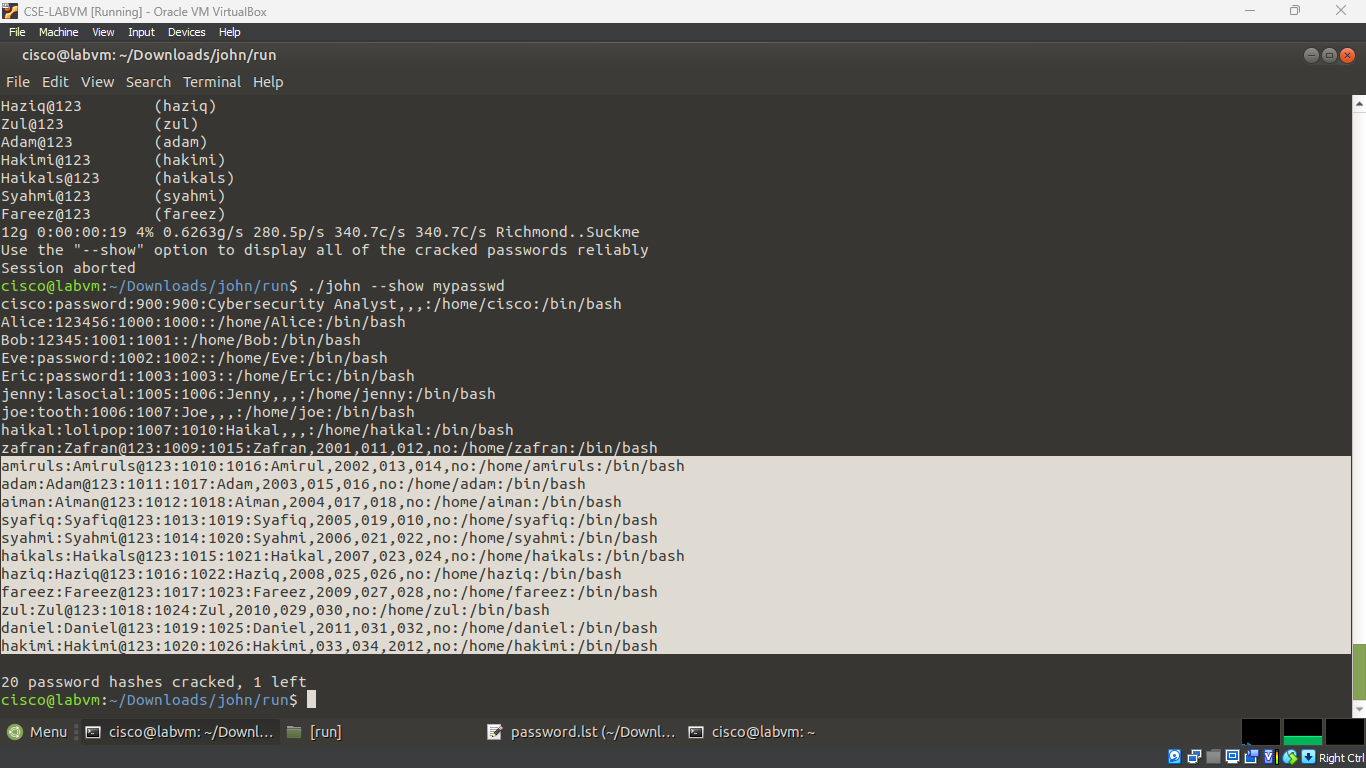 CSE-LABVM [Running] - Oracle VM VirtualBox
File Machine View Input Devices Help
cisco@labvm: ~/Downloads/john/run
File Edit View Search Terminal Help
Haziq@123 (haziq)
Zul@123 (zul)
Adam@123 (adam)
Hakimi@123 (hakimi)
Haikals@123 (haikals)
Syahmi@123 (syahmi)
Fareez@123 (fareez)
12g 0:00:00:19 4% 0.6263g/s 280.5p/s 340.7c/s 340.7C/s Richmond..Suckme
Use the "--show" option to display all of the cracked passwords reliably
Session aborted
cisco@labvm:~/Downloads/john/run$ ./john --show mypasswd
cisco:password:900:900:Cybersecurity Analyst,,,:/home/cisco:/bin/bash
Alice:123456:1000:1000::/home/Alice:/bin/bash
Bob:12345:1001:1001::/home/Bob:/bin/bash
Eve:password:1002:1002::/home/Eve:/bin/bash
Eric:password1:1003:1003::/home/Eric:/bin/bash
jenny:lasocial:1005:1006:Jenny,,,:/home/jenny:/bin/bash
joe:tooth:1006:1007:Joe,,,:/home/joe:/bin/bash
haikal:lolipop:1007:1010:Haikal,,,:/home/haikal:/bin/bash
zafran:Zafran@123:1009:1015:Zafran,2001,011,012,no:/home/zafran:/bin/bash
amiruls:Amiruls@123:1010:1016:Amirul,2002,013,014,no:/home/amiruls:/bin/bash
adam:Adam@123:1011:1017:Adam,2003,015,016,no:/home/adam:/bin/bash
aiman:Aiman@123:1012:1018:Aiman,2004,017,018,no:/home/aiman:/bin/bash
syafiq:Syafiq@123:1013:1019:Syafiq,2005,019,010,no:/home/syafiq:/bin/bash
syahmi:Syahmi@123:1014:1020:Syahmi,2006,021,022,no:/home/syahmi:/bin/bash
haikals:Haikals@123:1015:1021:Haikal,2007,023,024,no:/home/haikals:/bin/bash
haziq:Haziq@123:1016:1022:Haziq,2008,025,026,no:/home/haziq:/bin/bash
fareez:Fareez@123:1017:1023:Fareez,2009,027,028,no:/home/fareez:/bin/bash
zul:Zul@123:1018:1024:Zul,2010,029,030,no:/home/zul:/bin/bash
daniel:Daniel@123:1019:1025:Daniel,2011,031,032,no:/home/daniel:/bin/bash
hakimi:Hakimi@123:1020:1026:Hakimi,033,034,2012,no:/home/hakimi:/bin/bash
20 password hashes cracked, 1 left
cisco@labvm:~/Downloads/john/run$
Menu cisco@labvm: ~/Downl... [run] password.lst (~/Downl... cisco@labvm: ~
Right Ctrl